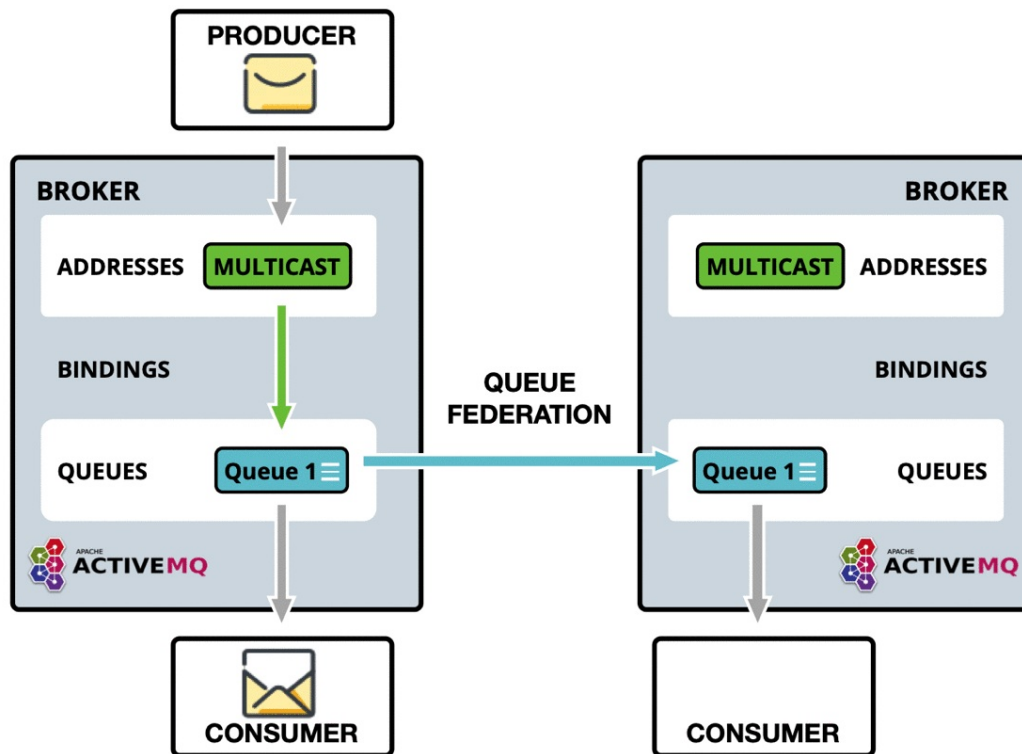 PRODUCER
BROKER
ADDRESSES MULTICAST
BINDINGS
QUEUES Queue 1
APACHE
ACTIVEMQ
CONSUMER
QUEUE
FEDERATION
BROKER
MULTICAST ADDRESSES
BINDINGS
Queue 1 QUEUES
APACHE
ACTIVEMQ
CONSUMER